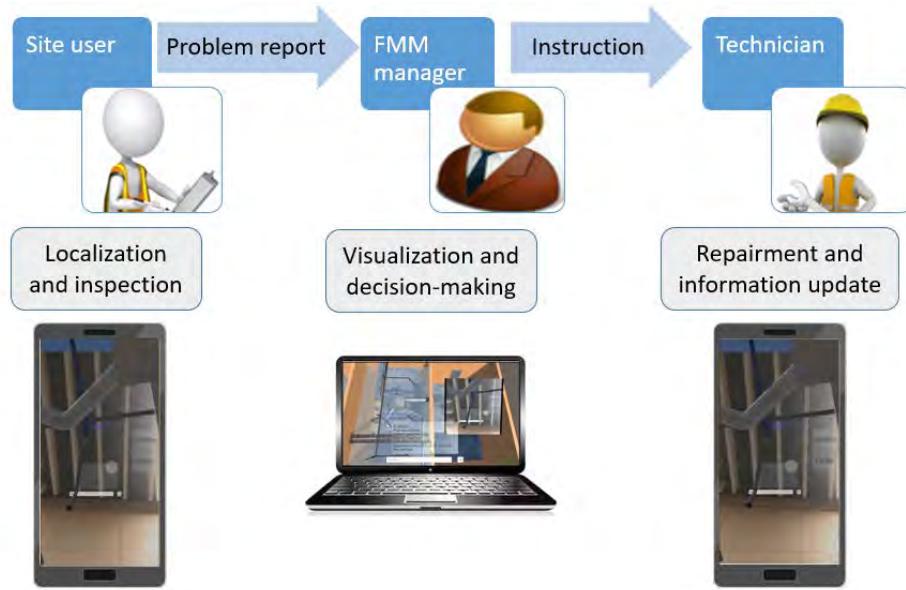 Site user
Problem report
FMM
manager
Instruction
Technician
Localization
and inspection
Visualization and
decision-making
Repairment and
information update